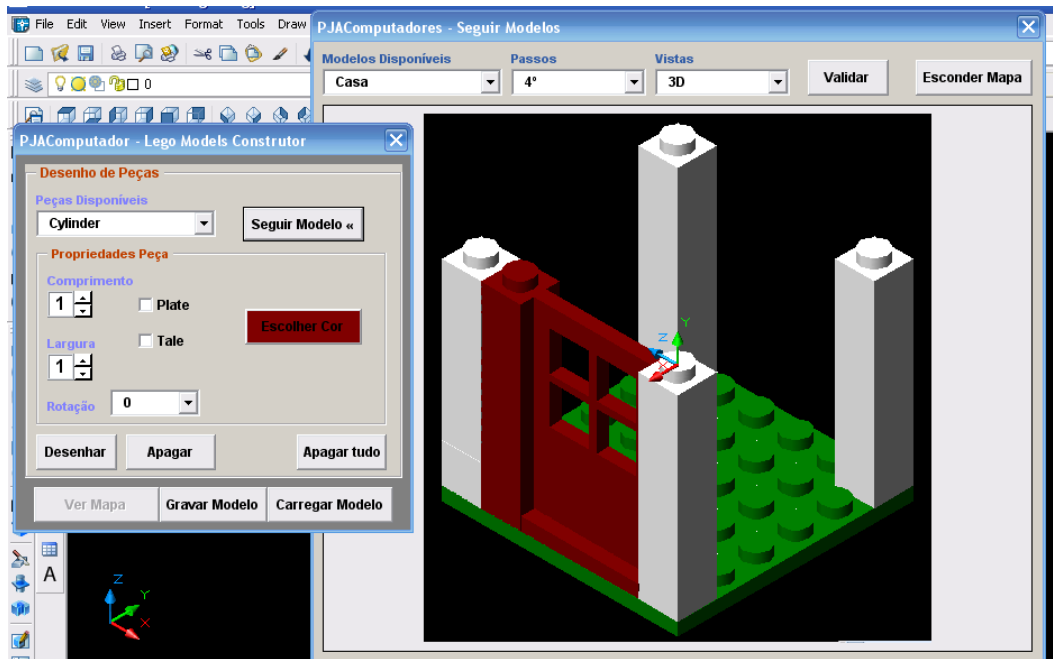 File Edit View Insert Format Tools Draw
0
PJAComputadores - Seguir Modelos
Modelos Disponíveis Passos Vistas
Casa 4º 3D Validar Esconder Mapa
PJAComputador - Lego Models Construtor
Desenho de Peças
Peças Disponíveis
Cylinder Seguir Modelo «
Propriedades Peça
Comprimento
1 Plate
Escolher Cor
Largura Tale
1
Rotação 0
Desenhar Apagar Apagar tudo
Ver Mapa Gravar Modelo Carregar Modelo
A
Z
Y
X
Y
Z
X